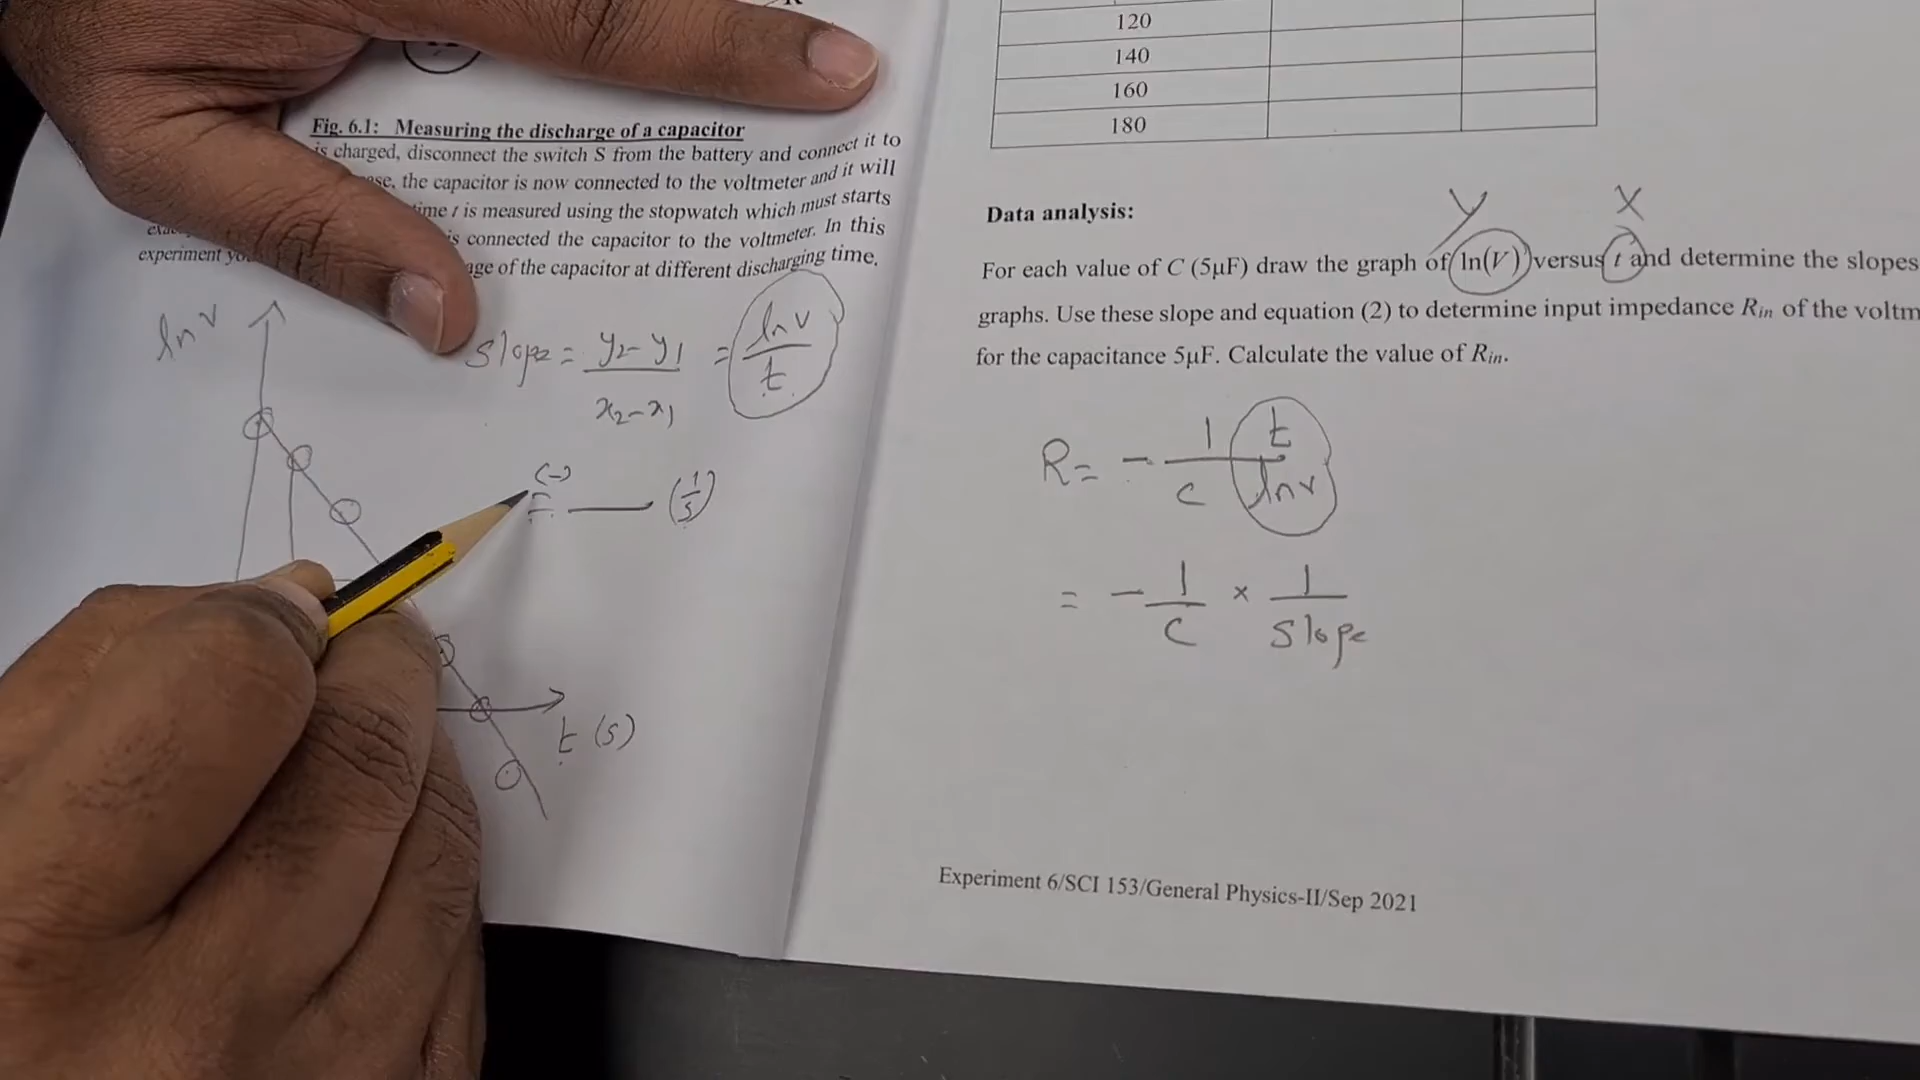 Fig. 6.1: Measuring the discharge of a capacitor
is charged, disconnect the switch S from the battery and connect it to
the capacitor is now connected to the voltmeter and it will
time t is measured using the stopwatch which must starts
is connected the capacitor to the voltmeter. In this
experiment of the capacitor at different discharging time.
ln v
slope = y2-y1 / x2-x1 = ln v / t
(-)
= ___ (1/s)
t (s)
120
140
160
180
Data analysis:
y x
For each value of C (5μF) draw the graph of ln(V) versus t and determine the slopes
graphs. Use these slope and equation (2) to determine input impedance Rin of the voltm
for the capacitance 5μF. Calculate the value of Rin.
R = - 1/c t/ln v
= - 1/c × 1/slope
Experiment 6/SCI 153/General Physics-II/Sep 2021